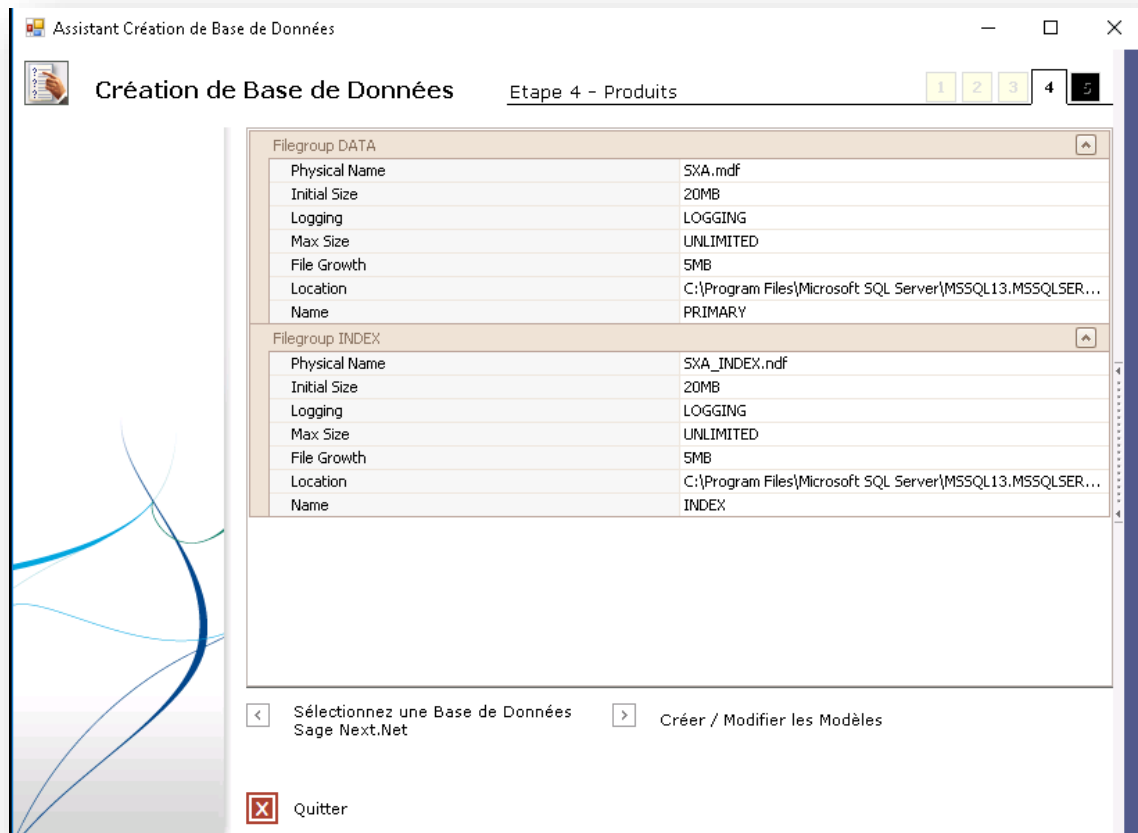 Assistant Création de Base de Données
Création de Base de Données
Etape 4 - Produits
1 2 3 4 5
Filegroup DATA
Physical Name SXA.mdf
Initial Size 20MB
Logging LOGGING
Max Size UNLIMITED
File Growth 5MB
Location C:\Program Files\Microsoft SQL Server\MSSQL13.MSSQLSER...
Name PRIMARY
Filegroup INDEX
Physical Name SXA_INDEX.ndf
Initial Size 20MB
Logging LOGGING
Max Size UNLIMITED
File Growth 5MB
Location C:\Program Files\Microsoft SQL Server\MSSQL13.MSSQLSER...
Name INDEX
Sélectionnez une Base de Données
Sage Next.Net
Créer / Modifier les Modèles
Quitter